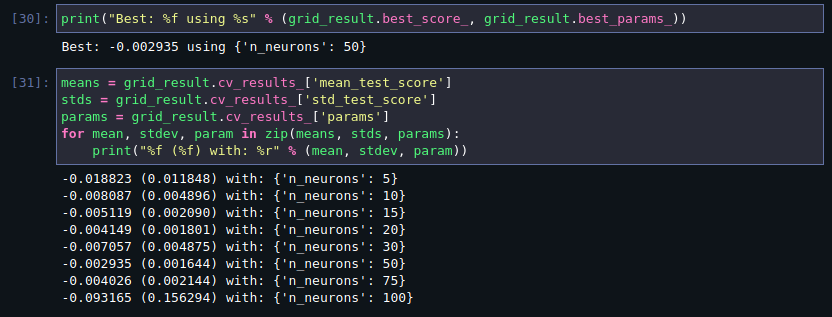 [30]: print("Best: %f using %s" % (grid_result.best_score_, grid_result.best_params_))
Best: -0.002935 using {'n_neurons': 50}
[31]: means = grid_result.cv_results_['mean_test_score']
stds = grid_result.cv_results_['std_test_score']
params = grid_result.cv_results_['params']
for mean, stdev, param in zip(means, stds, params):
    print("%f (%f) with: %r" % (mean, stdev, param))
-0.018823 (0.011848) with: {'n_neurons': 5}
-0.008087 (0.004896) with: {'n_neurons': 10}
-0.005119 (0.002090) with: {'n_neurons': 15}
-0.004149 (0.001801) with: {'n_neurons': 20}
-0.007057 (0.004875) with: {'n_neurons': 30}
-0.002935 (0.001644) with: {'n_neurons': 50}
-0.004026 (0.002144) with: {'n_neurons': 75}
-0.093165 (0.156294) with: {'n_neurons': 100}